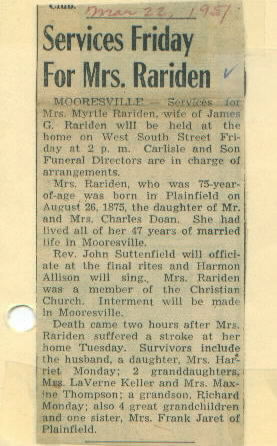 Club.
Mar 22, 1951
Services Friday
For Mrs. Rariden
MOORESVILLE — Services for
Mrs. Myrtle Rariden, wife of James
G. Rariden will be held at the
home on West South Street Fri-
day at 2 p. m. Carlisle and Son
Funeral Directors are in charge of
arrangements.
Mrs. Rariden, who was 75-year-
of-age was born in Plainfield on
August 26, 1875, the daughter of Mr.
and Mrs. Charles Doan. She had
lived all of her 47 years of married
life in Mooresville.
Rev. John Suttenfield will offici-
ate at the final rites and Harmon
Allison will sing. Mrs. Rariden
was a member of the Christian
Church. Interment will be made
in Mooresville.
Death came two hours after Mrs.
Rariden suffered a stroke at her
home Tuesday. Survivors include
the husband, a daughter, Mrs. Har-
riet Monday; 2 granddaughters,
Mrs. LaVerne Keller and Mrs. Max-
ine Thompson; a grandson, Richard
Monday; also 4 great grandchildren
and one sister, Mrs. Frank Jaret of
Plainfield.